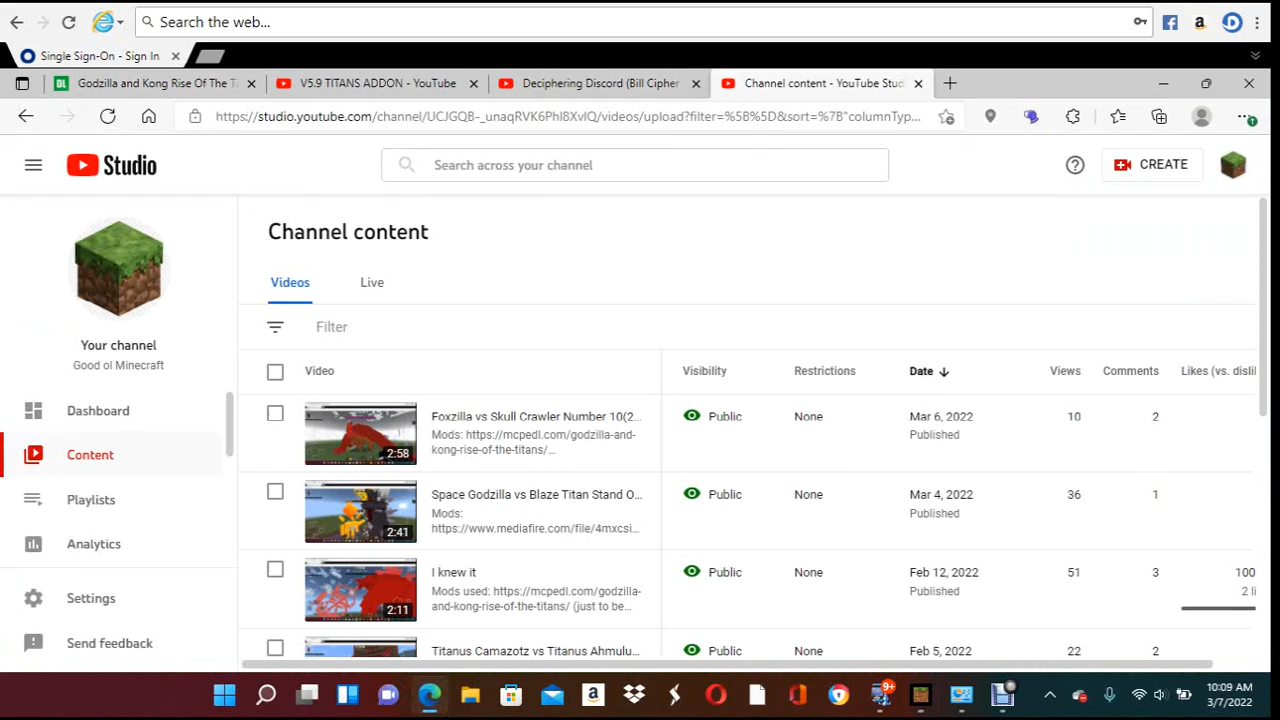 Search the web...
Single Sign-On - Sign In
Godzilla and Kong Rise Of The T
V5.9 TITANS ADDON - YouTube
Deciphering Discord (Bill Cipher
Channel content - YouTube Stud
https://studio.youtube.com/channel/UCJGQB-_unaqRVK6PhI8XvIQ/videos/upload?filter=%5B%5D&sort=%7B"columnTyp...
Studio
Search across your channel
CREATE
Channel content
Videos
Live
Filter
Your channel
Good ol Minecraft
Dashboard
Content
Playlists
Analytics
Settings
Send feedback
Video
Visibility
Restrictions
Date
Views
Comments
Likes (vs. disli
2:58
Foxzilla vs Skull Crawler Number 10(2...
Mods: https://mcpedl.com/godzilla-and-
kong-rise-of-the-titans/...
Public
None
Mar 6, 2022
Published
10
2
2:41
Space Godzilla vs Blaze Titan Stand O...
Mods:
https://www.mediafire.com/file/4mxcsi...
Public
None
Mar 4, 2022
Published
36
1
2:11
I knew it
Mods used: https://mcpedl.com/godzilla-
and-kong-rise-of-the-titans/ (just to be...
Public
None
Feb 12, 2022
Published
51
3
100
2 li
Titanus Camazotz vs Titanus Ahmulu...
Public
None
Feb 5, 2022
22
2
9+
10:09 AM
3/7/2022